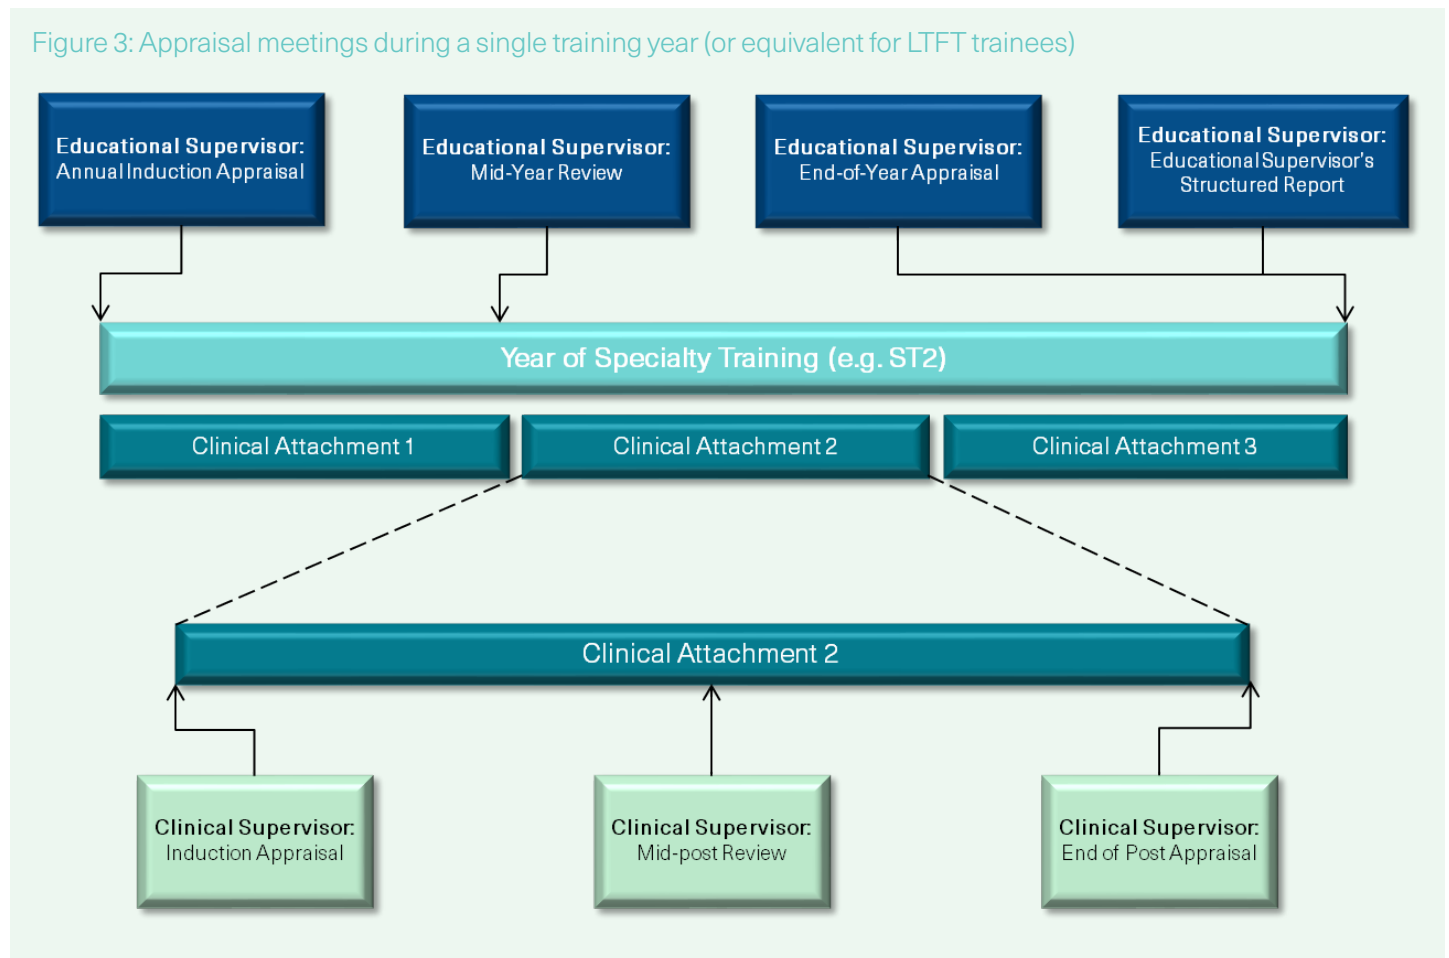 Figure 3: Appraisal meetings during a single training year (or equivalent for LTFT trainees)
Educational Supervisor:
Annual Induction Appraisal
Educational Supervisor:
Mid-Year Review
Educational Supervisor:
End-of-Year Appraisal
Educational Supervisor:
Educational Supervisor's
Structured Report
Year of Specialty Training (e.g. ST2)
Clinical Attachment 1
Clinical Attachment 2
Clinical Attachment 3
Clinical Attachment 2
Clinical Supervisor:
Induction Appraisal
Clinical Supervisor:
Mid-post Review
Clinical Supervisor:
End of Post Appraisal